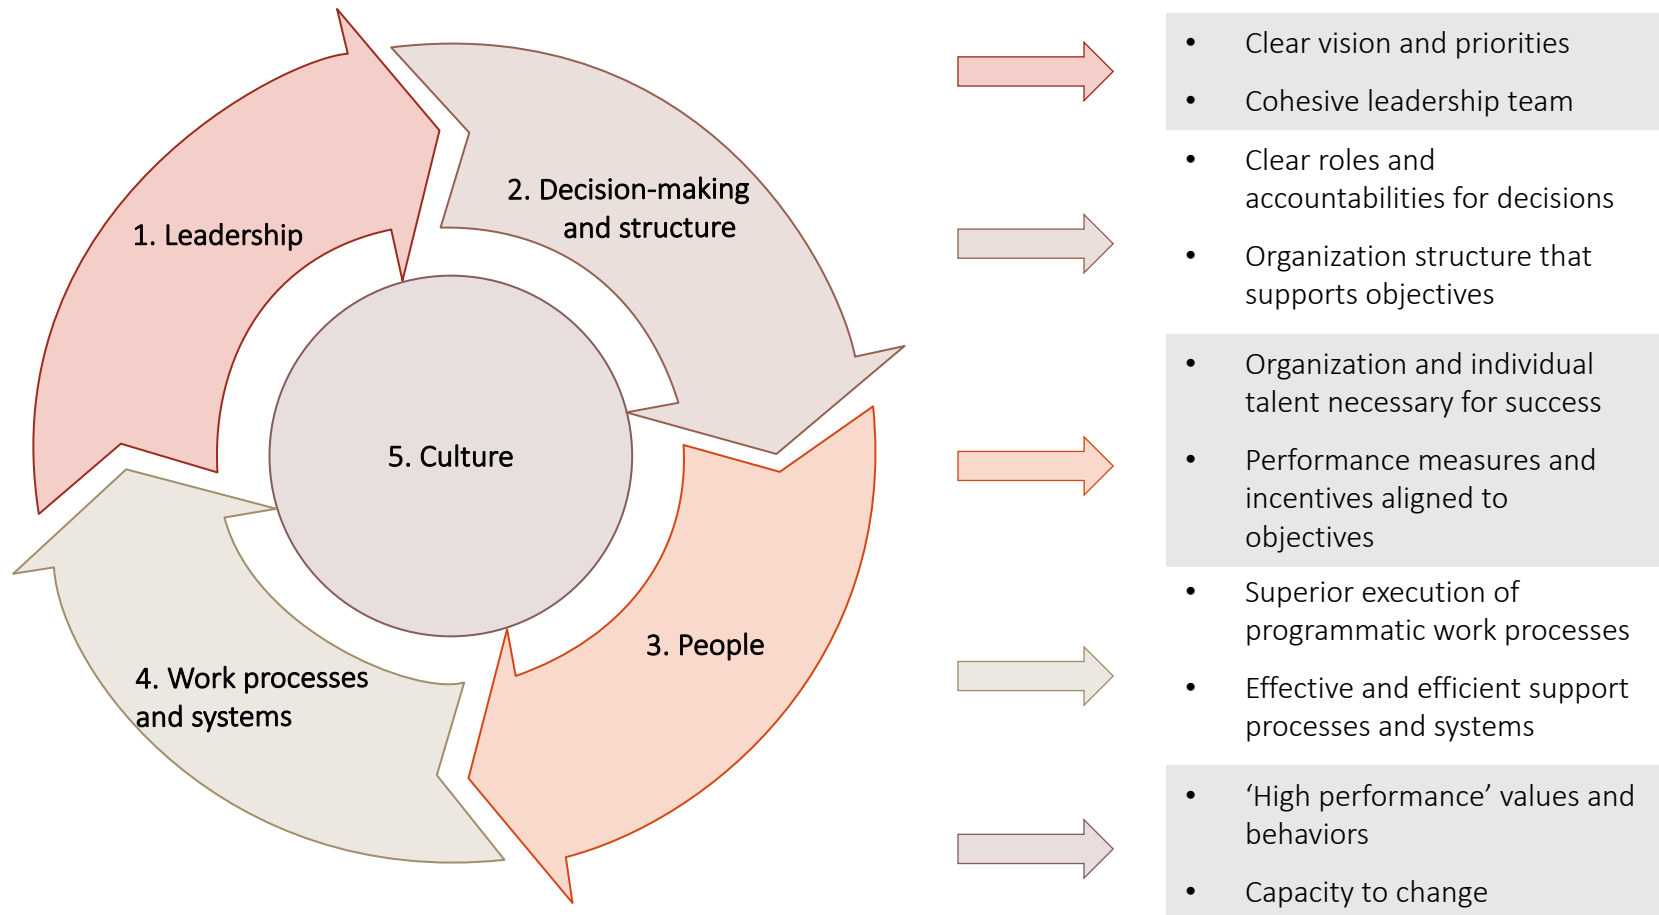 1. Leadership
2. Decision-making
and structure
3. People
4. Work processes
and systems
5. Culture
• Clear vision and priorities
• Cohesive leadership team
• Clear roles and
accountabilities for decisions
• Organization structure that
supports objectives
• Organization and individual
talent necessary for success
• Performance measures and
incentives aligned to
objectives
• Superior execution of
programmatic work processes
• Effective and efficient support
processes and systems
• ‘High performance’ values and
behaviors
• Capacity to change